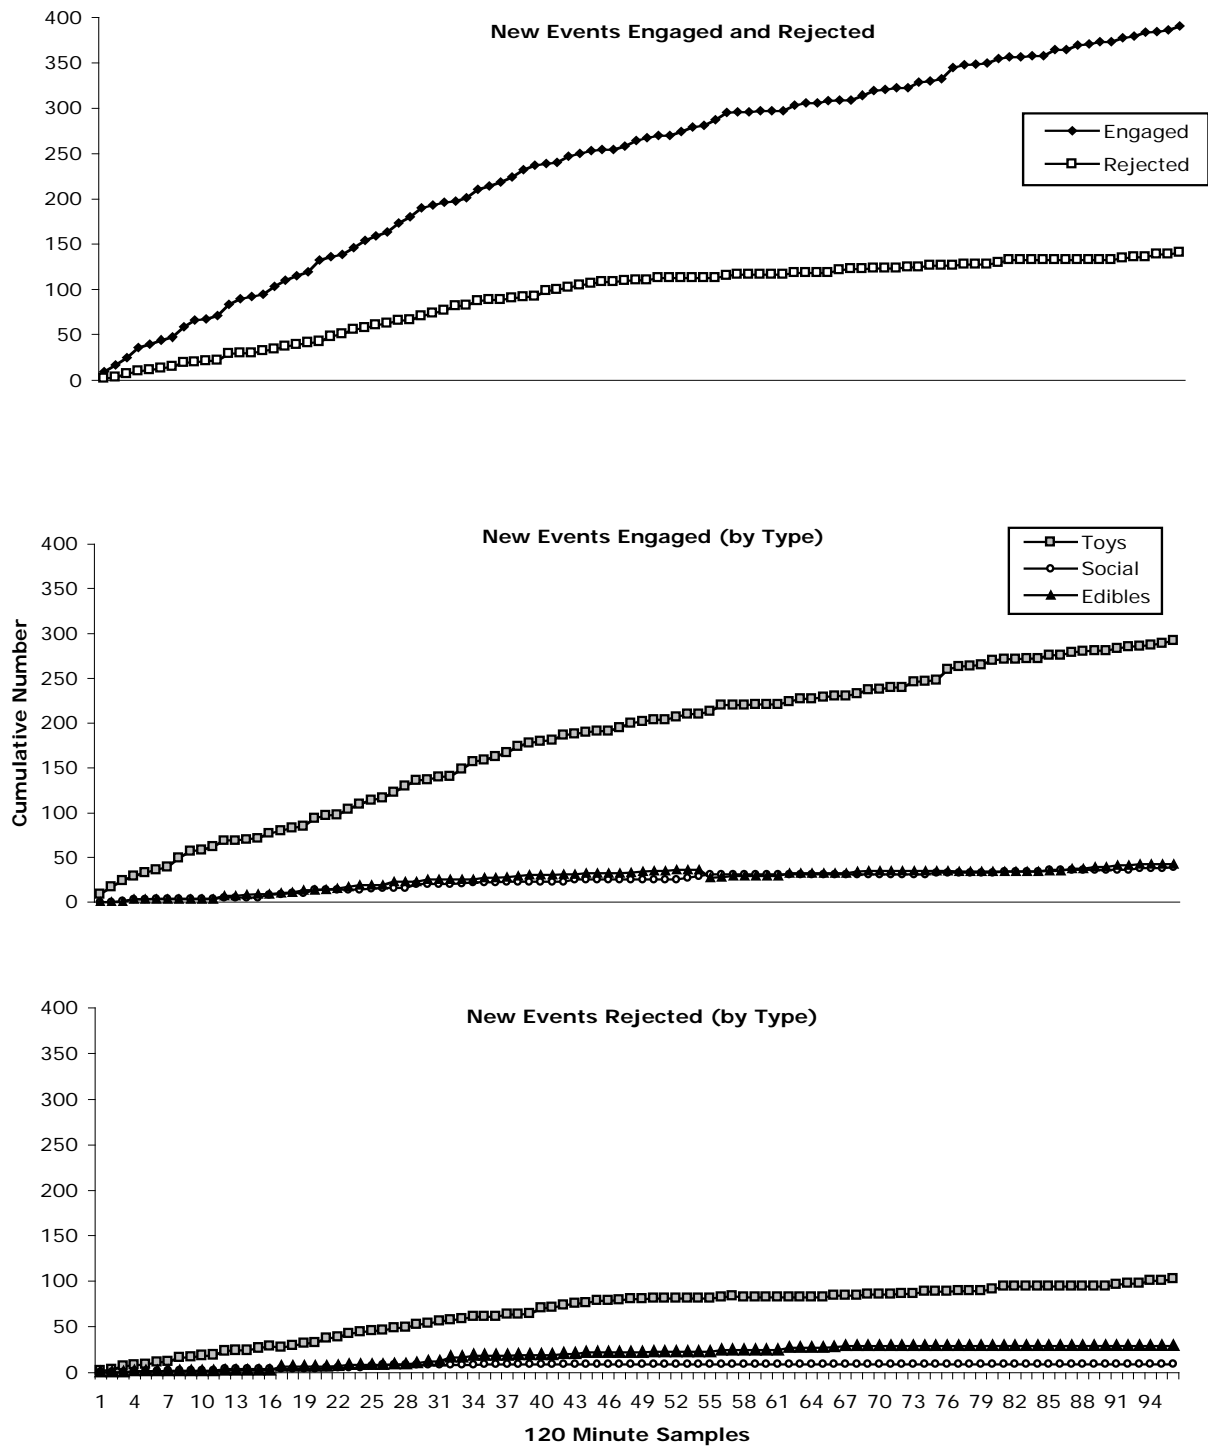 New Events Engaged and Rejected
400
350
300
250
200
150
100
50
0
Engaged
Rejected
New Events Engaged (by Type)
Toys
Social
Edibles
400
350
300
250
200
150
100
50
0
Cumulative Number
New Events Rejected (by Type)
400
350
300
250
200
150
100
50
0
1 4 7 10 13 16 19 22 25 28 31 34 37 40 43 46 49 52 55 58 61 64 67 70 73 76 79 82 85 88 91 94
120 Minute Samples